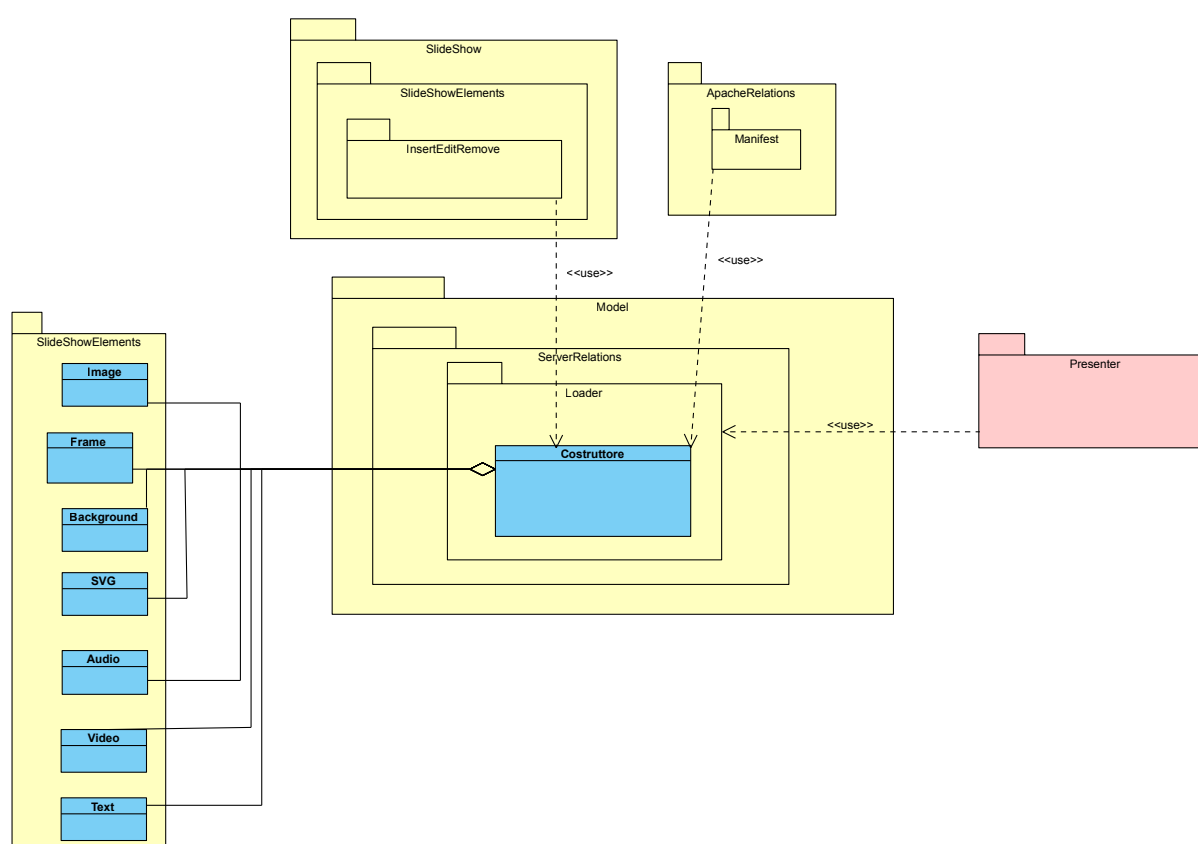 SlideShow
SlideShowElements
InsertEditRemove
ApacheRelations
Manifest
<<use>>
<<use>>
Model
ServerRelations
Loader
Costruttore
<<use>>
Presenter
SlideShowElements
Image
Frame
Background
SVG
Audio
Video
Text